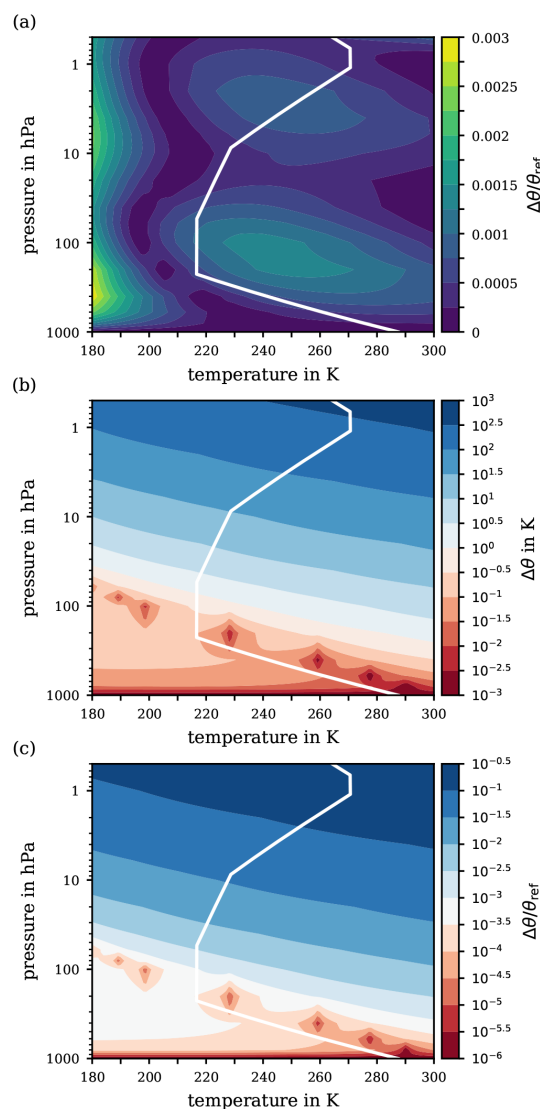 (a)
1
10
100
1000
pressure in hPa
180 200 220 240 260 280 300
temperature in K
0.003
0.0025
0.002
0.0015
0.001
0.0005
0
Δθ/θref
(b)
1
10
100
1000
pressure in hPa
180 200 220 240 260 280 300
temperature in K
10³
10².⁵
10²
10¹.⁵
10¹
10⁰.⁵
10⁰
10⁻⁰.⁵
10⁻¹
10⁻¹.⁵
10⁻²
10⁻².⁵
10⁻³
Δθ in K
(c)
1
10
100
1000
pressure in hPa
180 200 220 240 260 280 300
temperature in K
10⁻⁰.⁵
10⁻¹
10⁻¹.⁵
10⁻²
10⁻².⁵
10⁻³
10⁻³.⁵
10⁻⁴
10⁻⁴.⁵
10⁻⁵
10⁻⁵.⁵
10⁻⁶
Δθ/θref